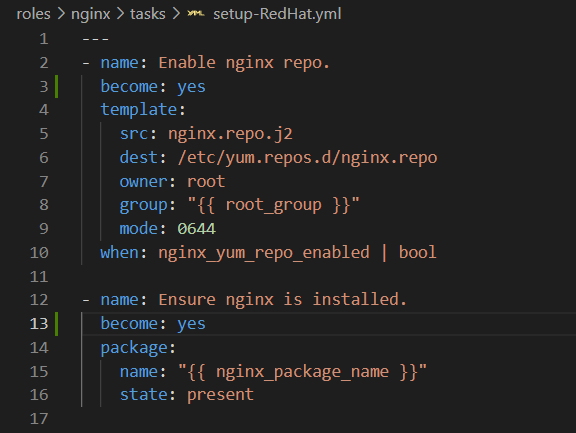 roles > nginx > tasks > YAML setup-RedHat.yml
1 ---
2 - name: Enable nginx repo.
3   become: yes
4   template:
5     src: nginx.repo.j2
6     dest: /etc/yum.repos.d/nginx.repo
7     owner: root
8     group: "{{ root_group }}"
9     mode: 0644
10   when: nginx_yum_repo_enabled | bool
11
12 - name: Ensure nginx is installed.
13   become: yes
14   package:
15     name: "{{ nginx_package_name }}"
16     state: present
17